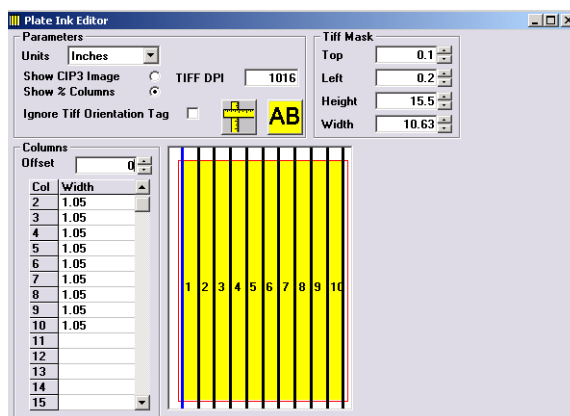 Plate Ink Editor
Parameters
Units Inches
Show CIP3 Image
Show % Columns
TIFF DPI 1016
Ignore Tiff Orientation Tag
AB
Tiff Mask
Top 0.1
Left 0.2
Height 15.5
Width 10.63
Columns
Offset 0
Col Width
2 1.05
3 1.05
4 1.05
5 1.05
6 1.05
7 1.05
8 1.05
9 1.05
10 1.05
11
12
13
14
15
1 2 3 4 5 6 7 8 9 10